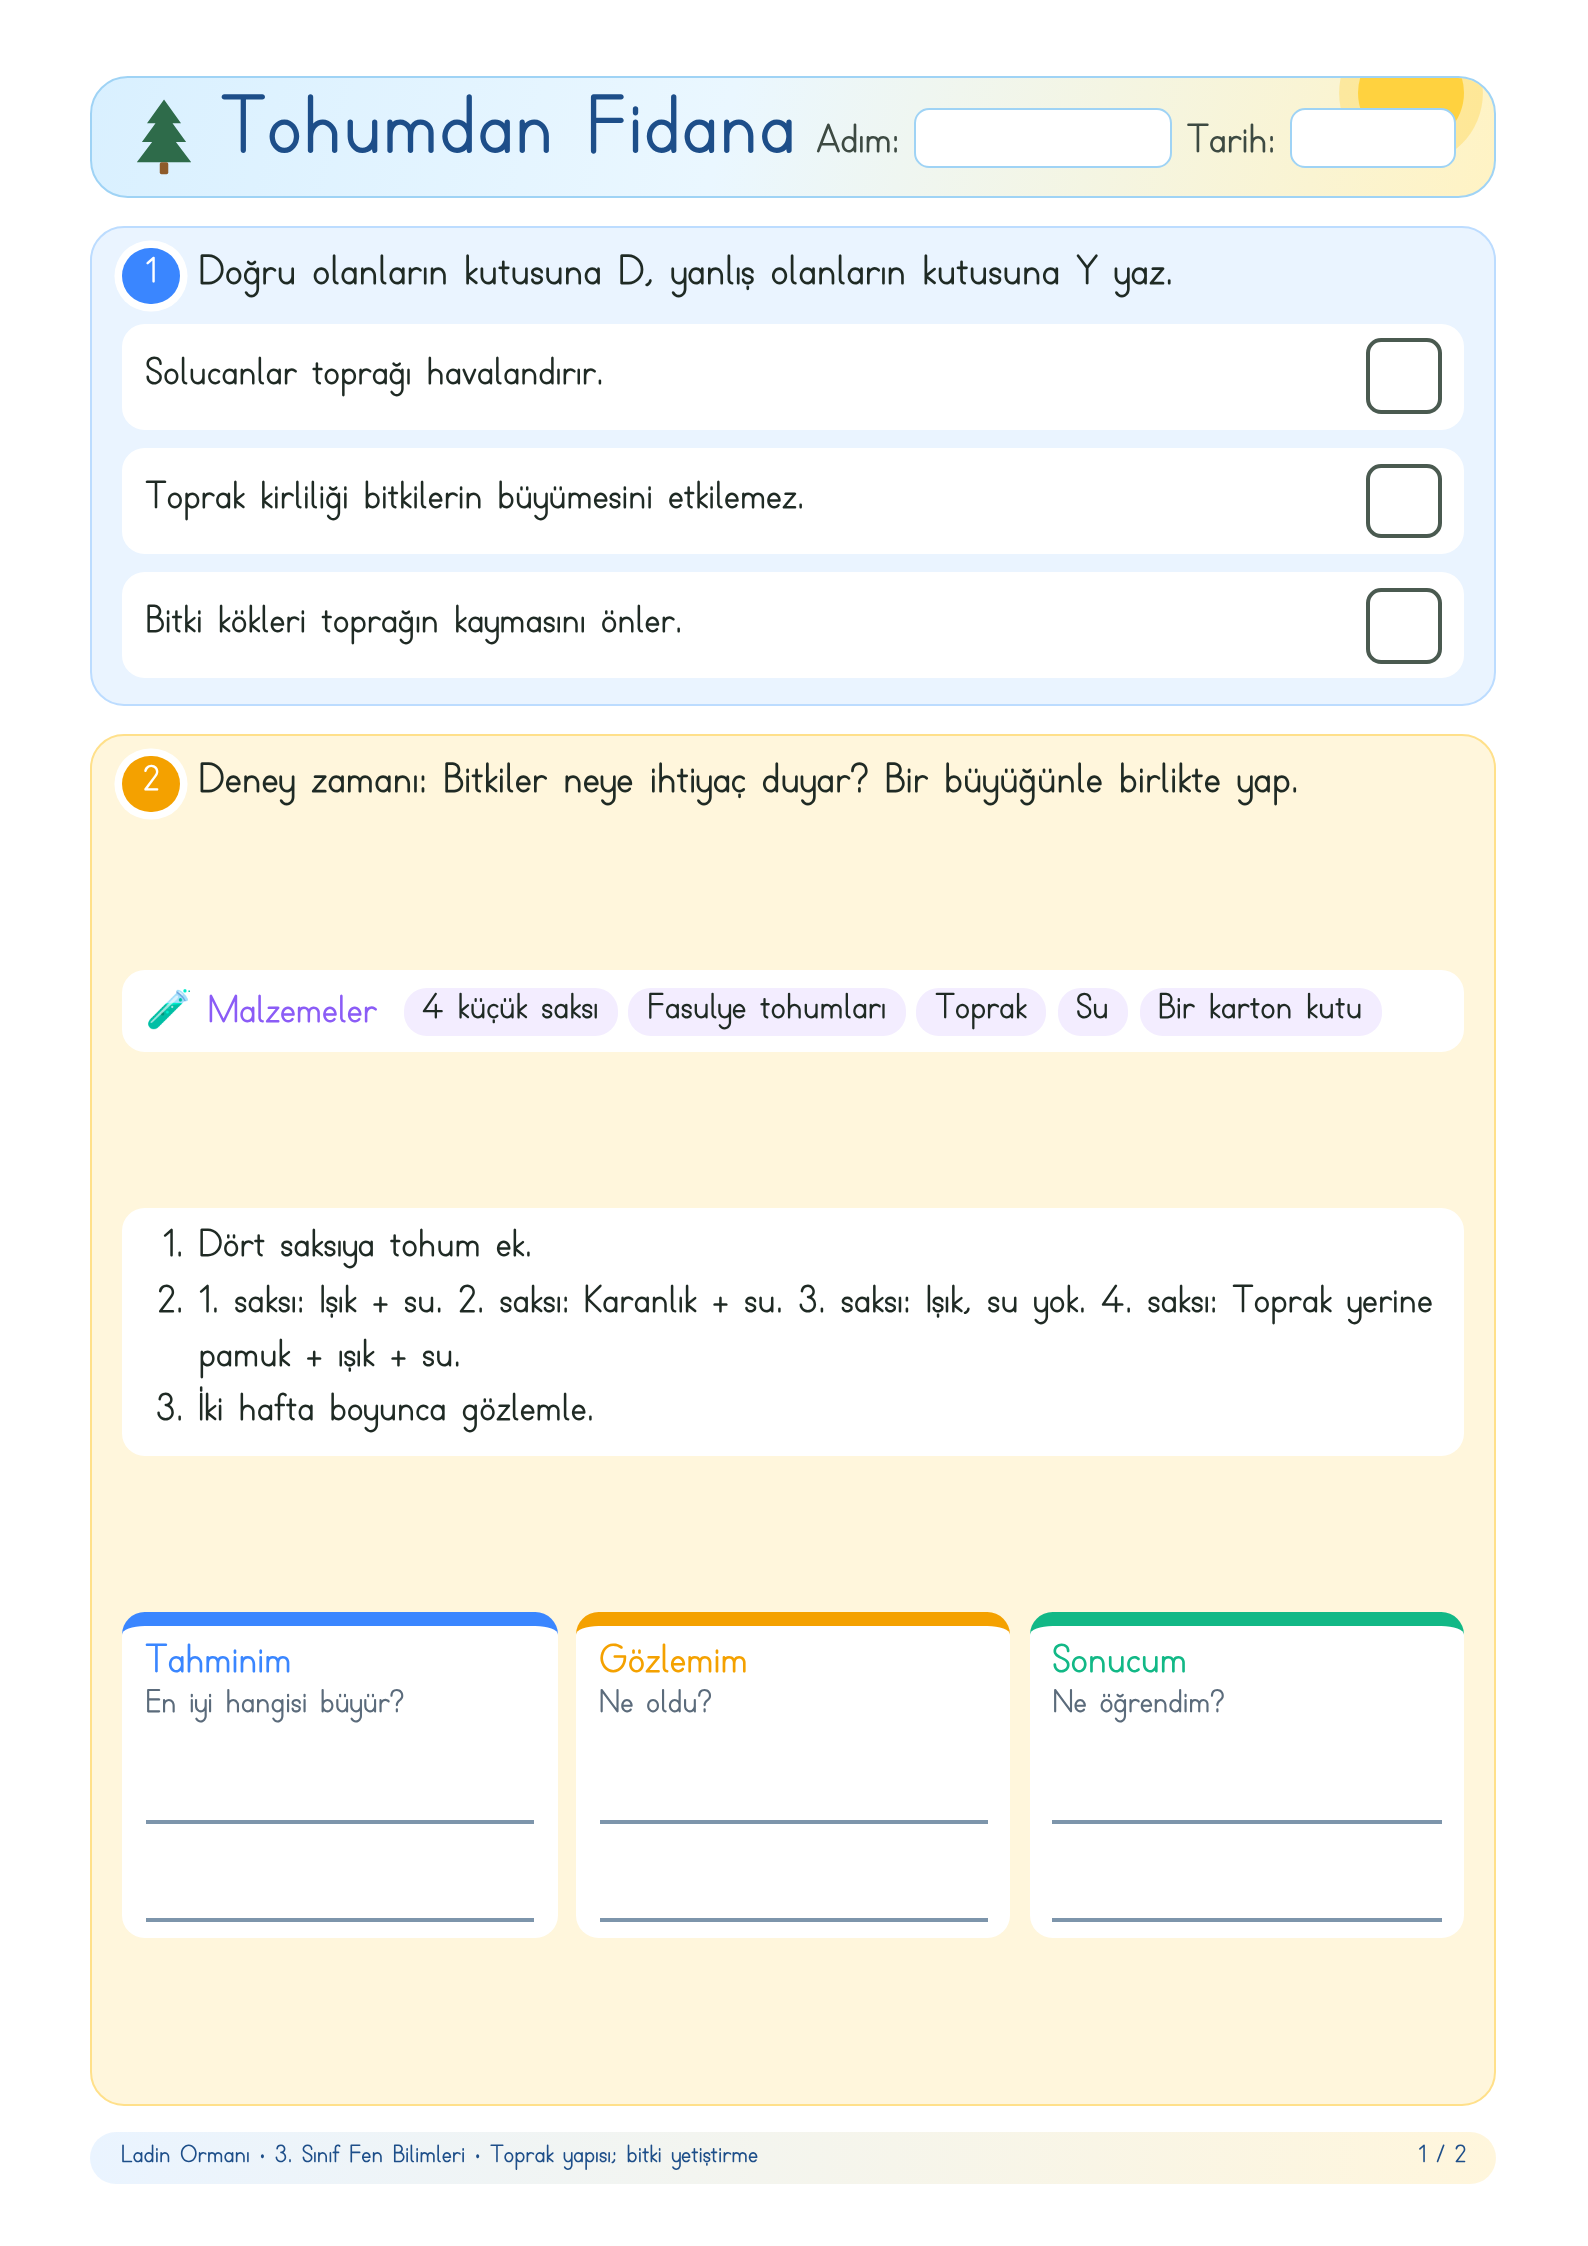 Tohumdan Fidana Adım: Tarih:
1 Doğru olanların kutusuna D, yanlış olanların kutusuna Y yaz.
Solucanlar toprağı havalandırır.
Toprak kirliliği bitkilerin büyümesini etkilemez.
Bitki kökleri toprağın kaymasını önler.
2 Deney zamanı: Bitkiler neye ihtiyaç duyar? Bir büyüğünle birlikte yap.
Malzemeler 4 küçük saksı Fasulye tohumları Toprak Su Bir karton kutu
1. Dört saksıya tohum ek.
2. 1. saksı: Işık + su. 2. saksı: Karanlık + su. 3. saksı: Işık, su yok. 4. saksı: Toprak yerine
pamuk + ışık + su.
3. İki hafta boyunca gözlemle.
Tahminim Gözlemim Sonucum
En iyi hangisi büyür? Ne oldu? Ne öğrendim?
Ladin Ormanı • 3. Sınıf Fen Bilimleri • Toprak yapısı; bitki yetiştirme 1 / 2